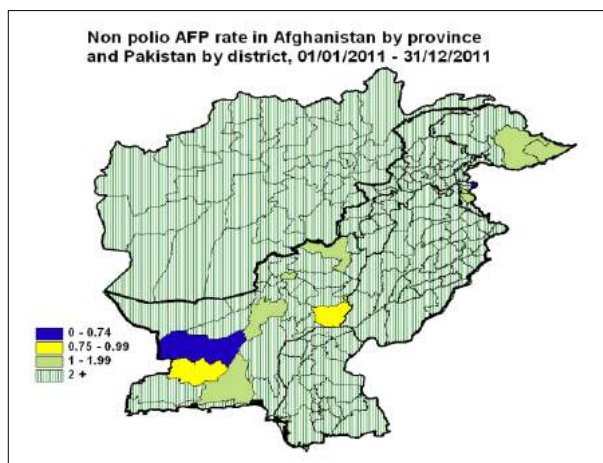 Non polio AFP rate in Afghanistan by province
and Pakistan by district, 01/01/2011 - 31/12/2011
0 - 0.74
0.75 - 0.99
1 - 1.99
2 +